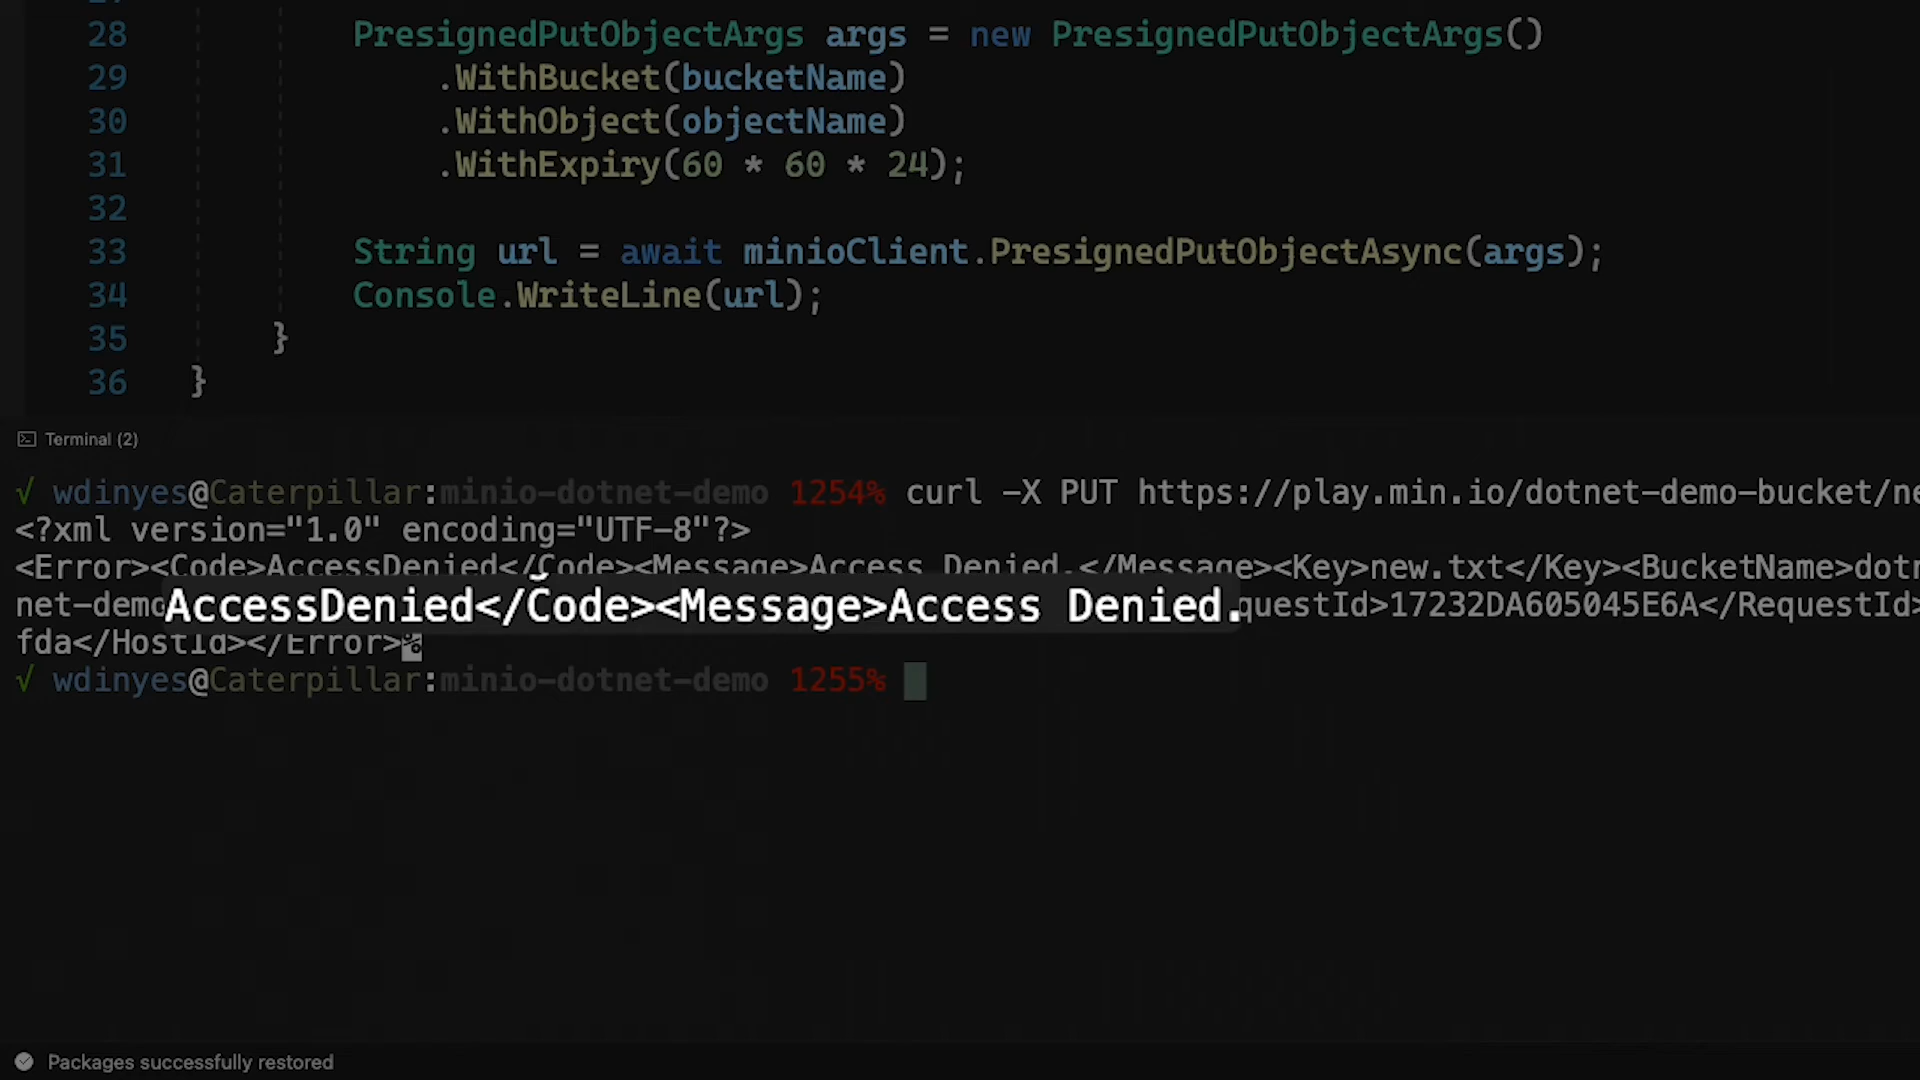 28 PresignedPutObjectArgs args = new PresignedPutObjectArgs()
29 .WithBucket(bucketName)
30 .WithObject(objectName)
31 .WithExpiry(60 * 60 * 24);
32
33 String url = await minioClient.PresignedPutObjectAsync(args);
34 Console.WriteLine(url);
35 }
36 }
Terminal (2)
√ wdinyes@Caterpillar:minio-dotnet-demo 1254% curl -X PUT https://play.min.io/dotnet-demo-bucket/ne
<?xml version="1.0" encoding="UTF-8"?>
<Error><Code>AccessDenied</Code><Message>Access Denied.</Message><Key>new.txt</Key><BucketName>dot
net-demo
AccessDenied</Code><Message>Access Denied.
questId>17232DA605045E6A</RequestId>
fda</HostId></Error>%
√ wdinyes@Caterpillar:minio-dotnet-demo 1255%
Packages successfully restored